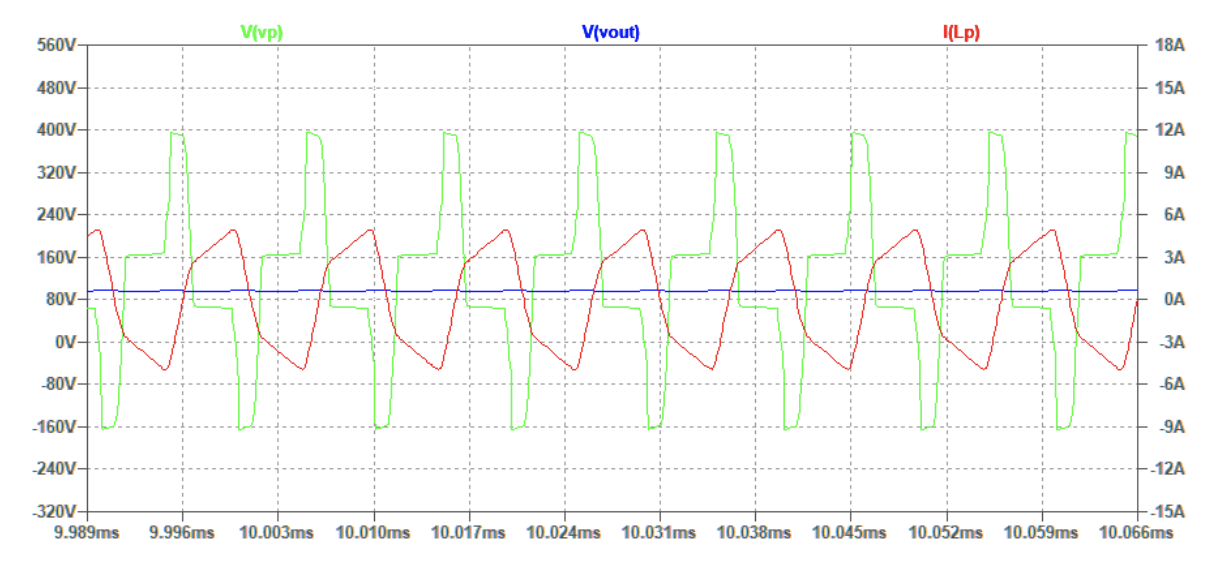 V(vp) V(vout) I(Lp)
560V 18A
480V 15A
400V 12A
320V 9A
240V 6A
160V 3A
80V 0A
0V -3A
-80V -6A
-160V -9A
-240V -12A
-320V -15A
9.989ms 9.996ms 10.003ms 10.010ms 10.017ms 10.024ms 10.031ms 10.038ms 10.045ms 10.052ms 10.059ms 10.066ms